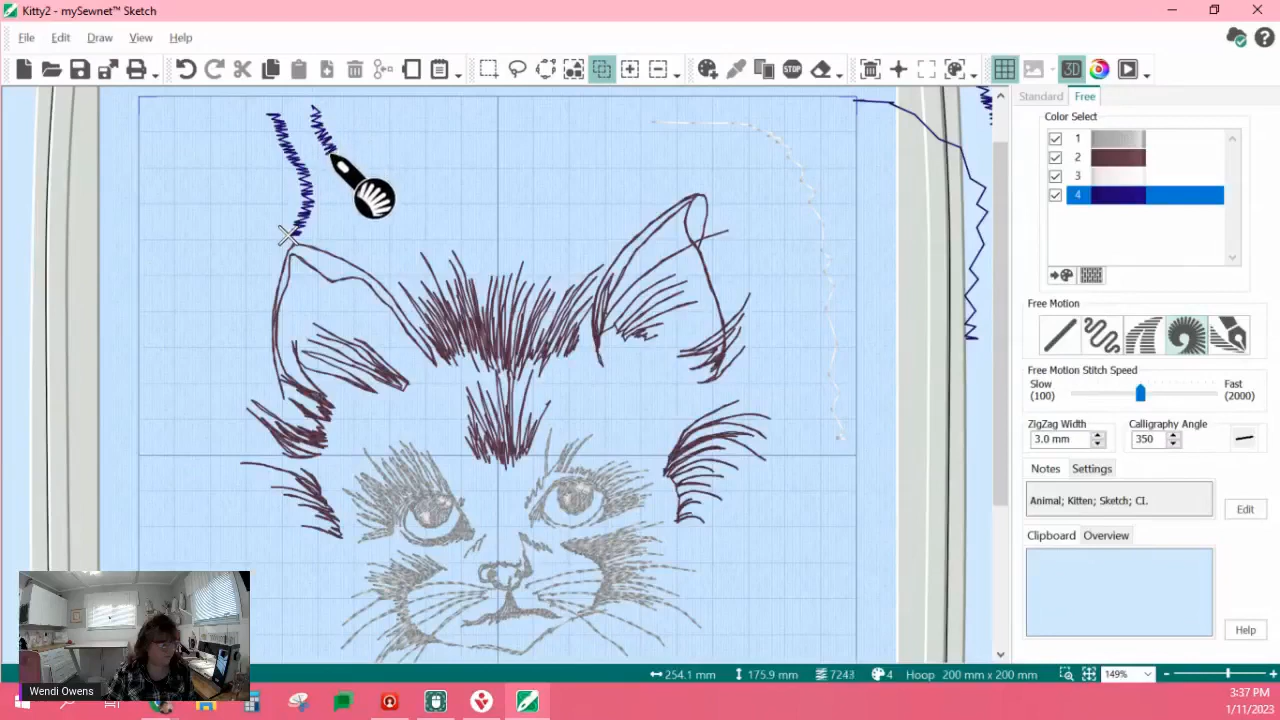 Kitty2 - mySewnet™ Sketch
File Edit Draw View Help
STOP 3D
Standard Free
Color Select
1
2
3
4
Free Motion
Free Motion Stitch Speed
Slow (100) Fast (2000)
ZigZag Width Calligraphy Angle
3.0 mm 350
Notes Settings
Animal; Kitten; Sketch; CI. Edit
Clipboard Overview
Help
Wendi Owens
254.1 mm 175.9 mm 7243 4 Hoop 200 mm x 200 mm 149%
3:37 PM
1/11/2023